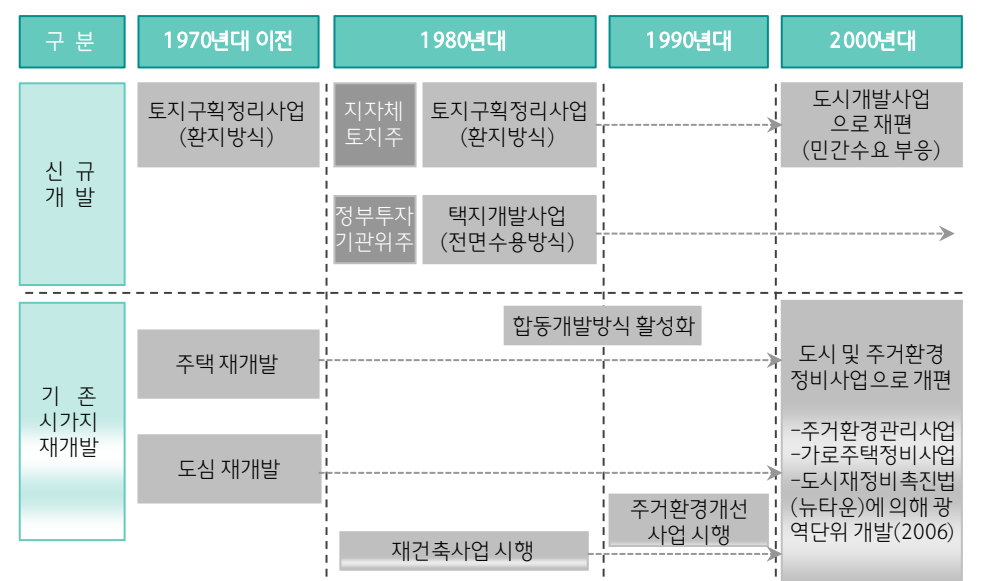 구 분
1970년대 이전
1980년대
1990년대
2000년대
신 규
개 발
토지구획정리사업
(환지방식)
지자체
토지주
토지구획정리사업
(환지방식)
도시개발사업
으로 재편
(민간수요 부응)
정부투자
기관위주
택지개발사업
(전면수용방식)
기 존
시가지
재개발
합동개발방식 활성화
주택 재개발
도심 재개발
재건축사업 시행
주거환경개선
사업 시행
도시 및 주거환경
정비사업으로 개편
-주거환경관리사업
-가로주택정비사업
-도시재정비촉진법
(뉴타운)에 의해 광
역단위 개발(2006)